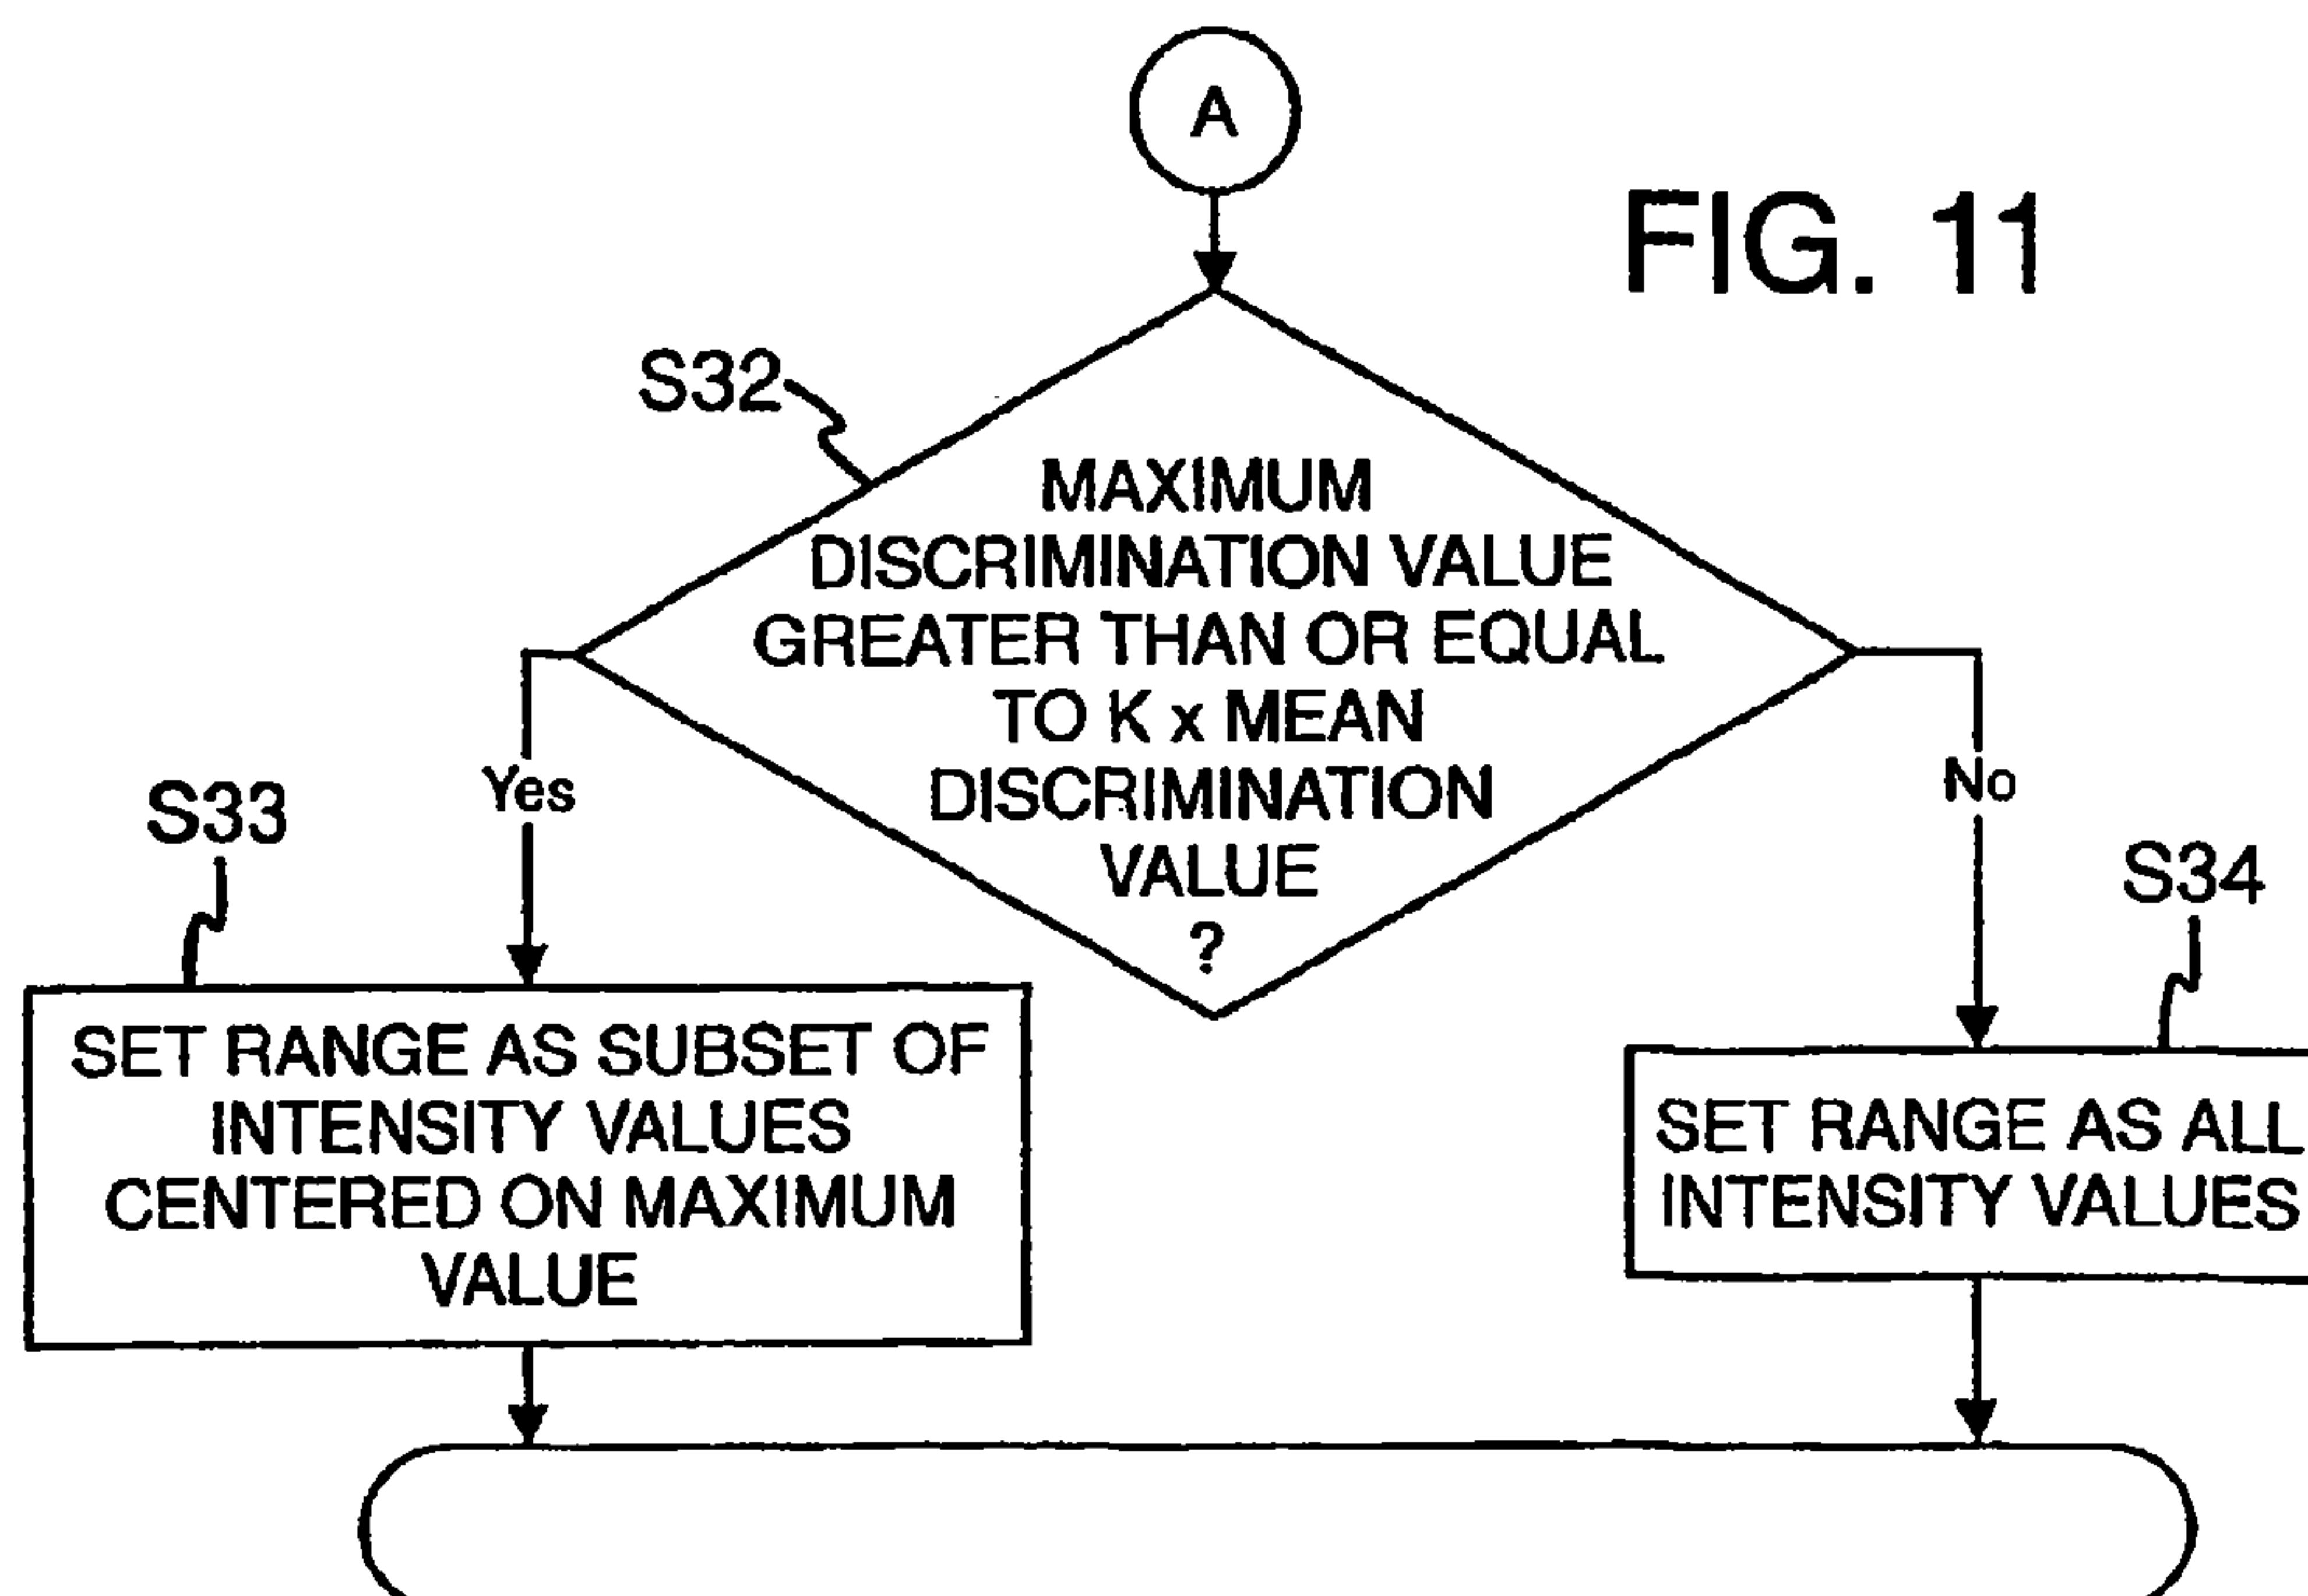 A
FIG. 11
S32
MAXIMUM
DISCRIMINATION VALUE
GREATER THAN OR EQUAL
TO K x MEAN
DISCRIMINATION
VALUE
?
Yes
No
S33
S34
SET RANGE AS SUBSET OF
INTENSITY VALUES
CENTERED ON MAXIMUM
VALUE
SET RANGE AS ALL
INTENSITY VALUES